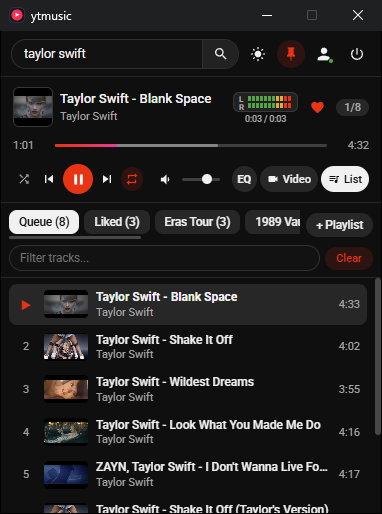 ytmusic
taylor swift
Taylor Swift - Blank Space
Taylor Swift
L
R
0:03 / 0:03
1/8
1:01
4:32
EQ
Video
List
Queue (8)
Liked (3)
Eras Tour (3)
1989 Vau
+ Playlist
Filter tracks...
Clear
Taylor Swift - Blank Space
Taylor Swift
4:33
2
Taylor Swift - Shake It Off
Taylor Swift
4:02
3
Taylor Swift - Wildest Dreams
Taylor Swift
3:55
4
Taylor Swift - Look What You Made Me Do
Taylor Swift
4:16
5
ZAYN, Taylor Swift - I Don't Wanna Live Fo...
Taylor Swift
4:17
Taylor Swift - Shake It Off (Taylor's Version)